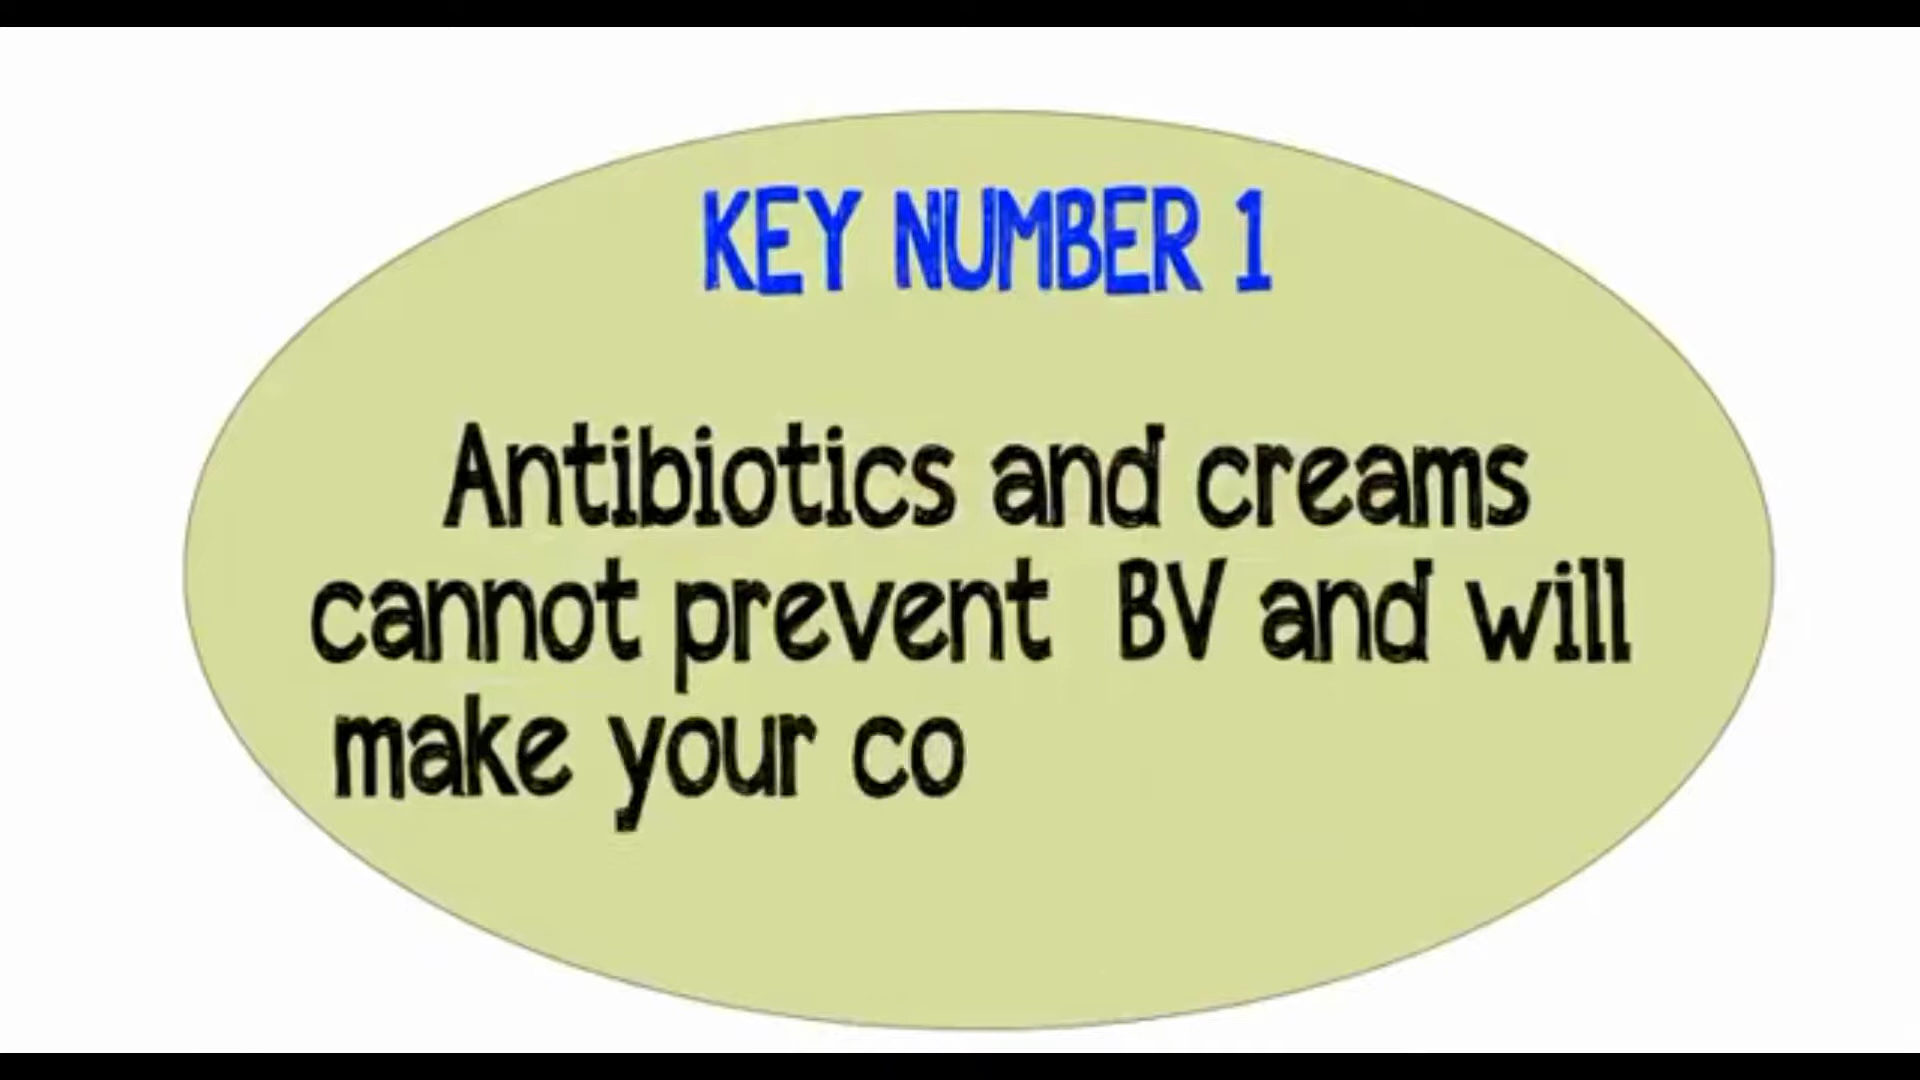 KEY NUMBER 1
Antibiotics and creams
cannot prevent BV and will
make your co